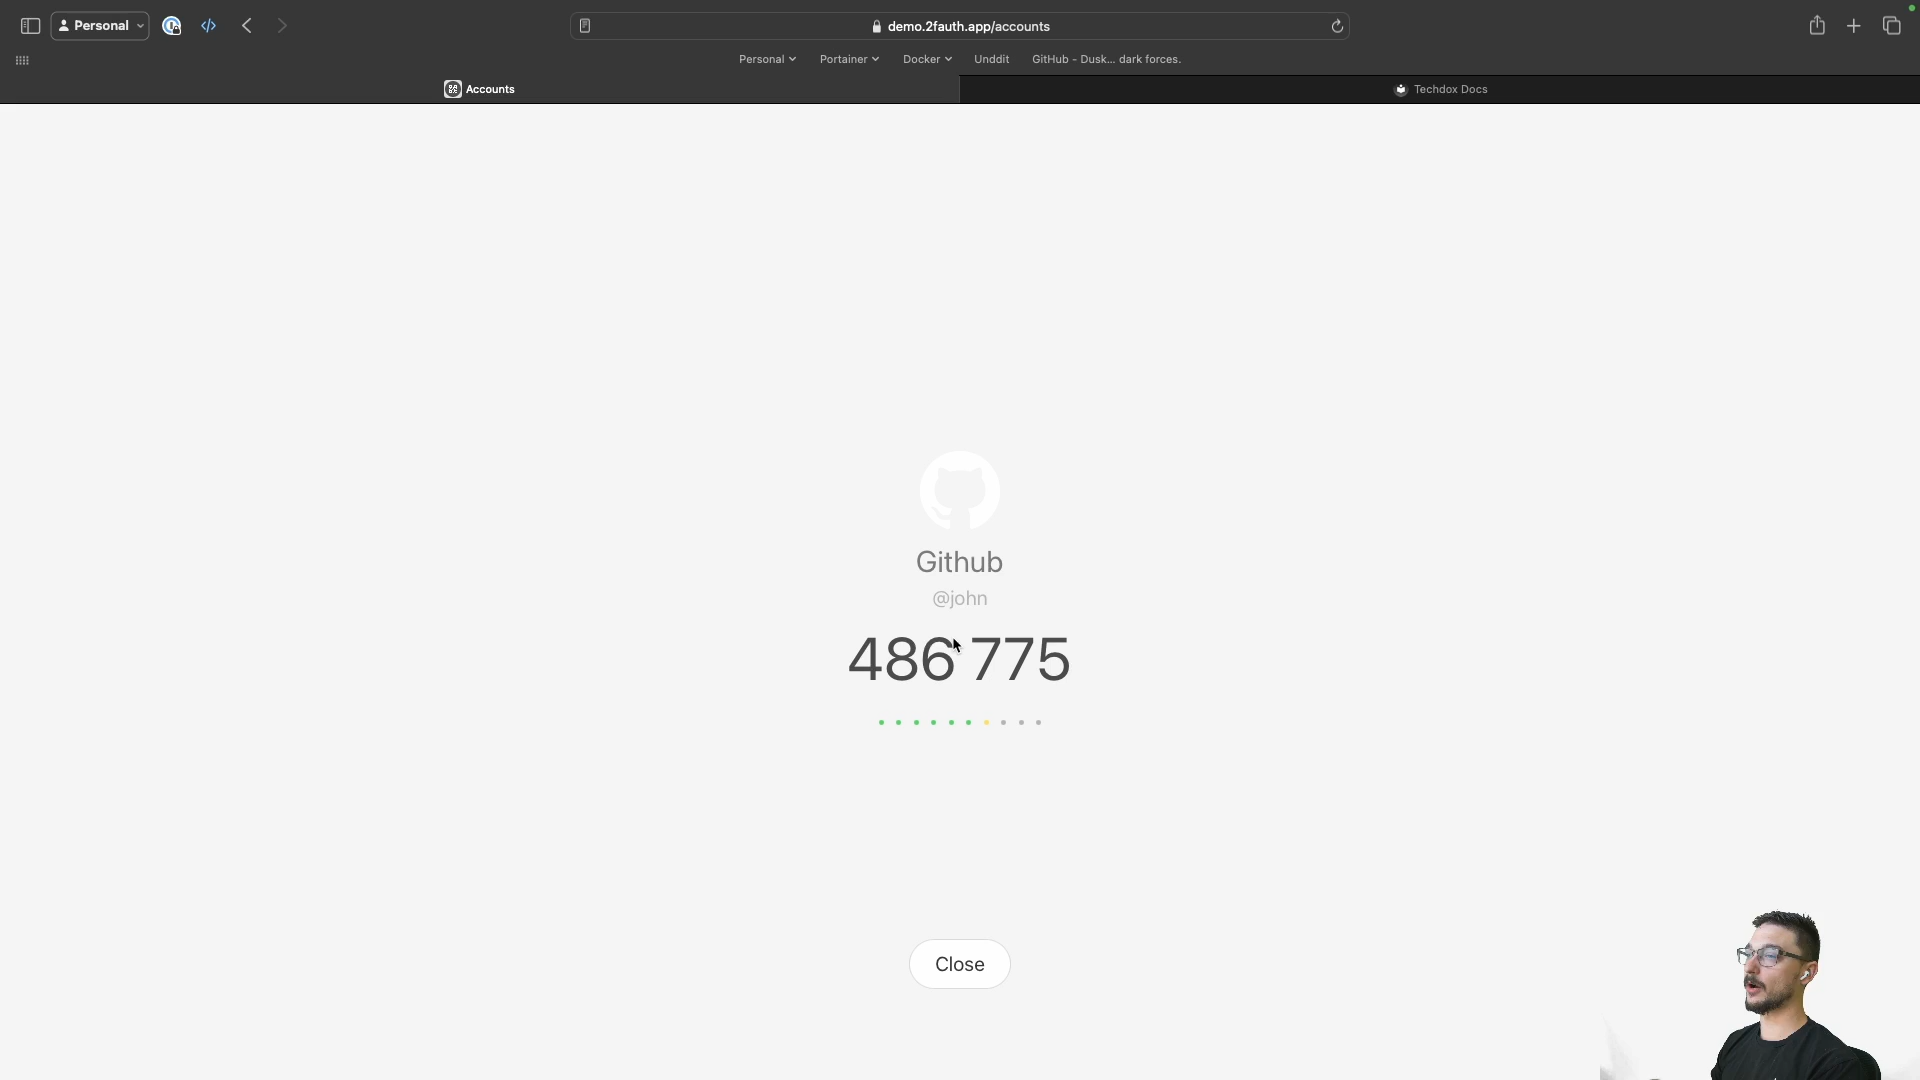 Personal
demo.2fauth.app/accounts
Personal
Portainer
Docker
Unddit
GitHub - Dusk... dark forces.
Accounts
Techdox Docs
Github
@john
486 775
Close